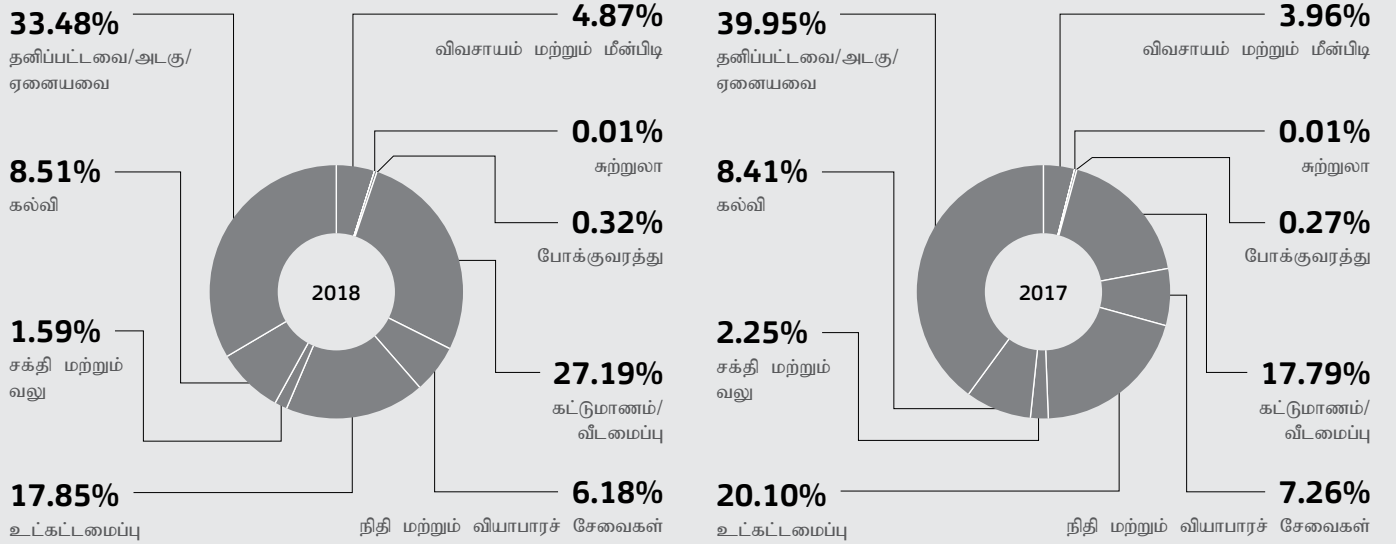 33.48%
தனிப்பட்டவை/அடகு/
ஏனையவை
4.87%
விவசாயம் மற்றும் மீன்பிடி
0.01%
சுற்றுலா
8.51%
கல்வி
0.32%
போக்குவரத்து
2018
1.59%
சக்தி மற்றும்
வலு
27.19%
கட்டுமாணம்/
வீடமைப்பு
17.85%
உட்கட்டமைப்பு
6.18%
நிதி மற்றும் வியாபாரச் சேவைகள்
39.95%
தனிப்பட்டவை/அடகு/
ஏனையவை
3.96%
விவசாயம் மற்றும் மீன்பிடி
0.01%
சுற்றுலா
8.41%
கல்வி
0.27%
போக்குவரத்து
2017
2.25%
சக்தி மற்றும்
வலு
17.79%
கட்டுமாணம்/
வீடமைப்பு
20.10%
உட்கட்டமைப்பு
7.26%
நிதி மற்றும் வியாபாரச் சேவைகள்